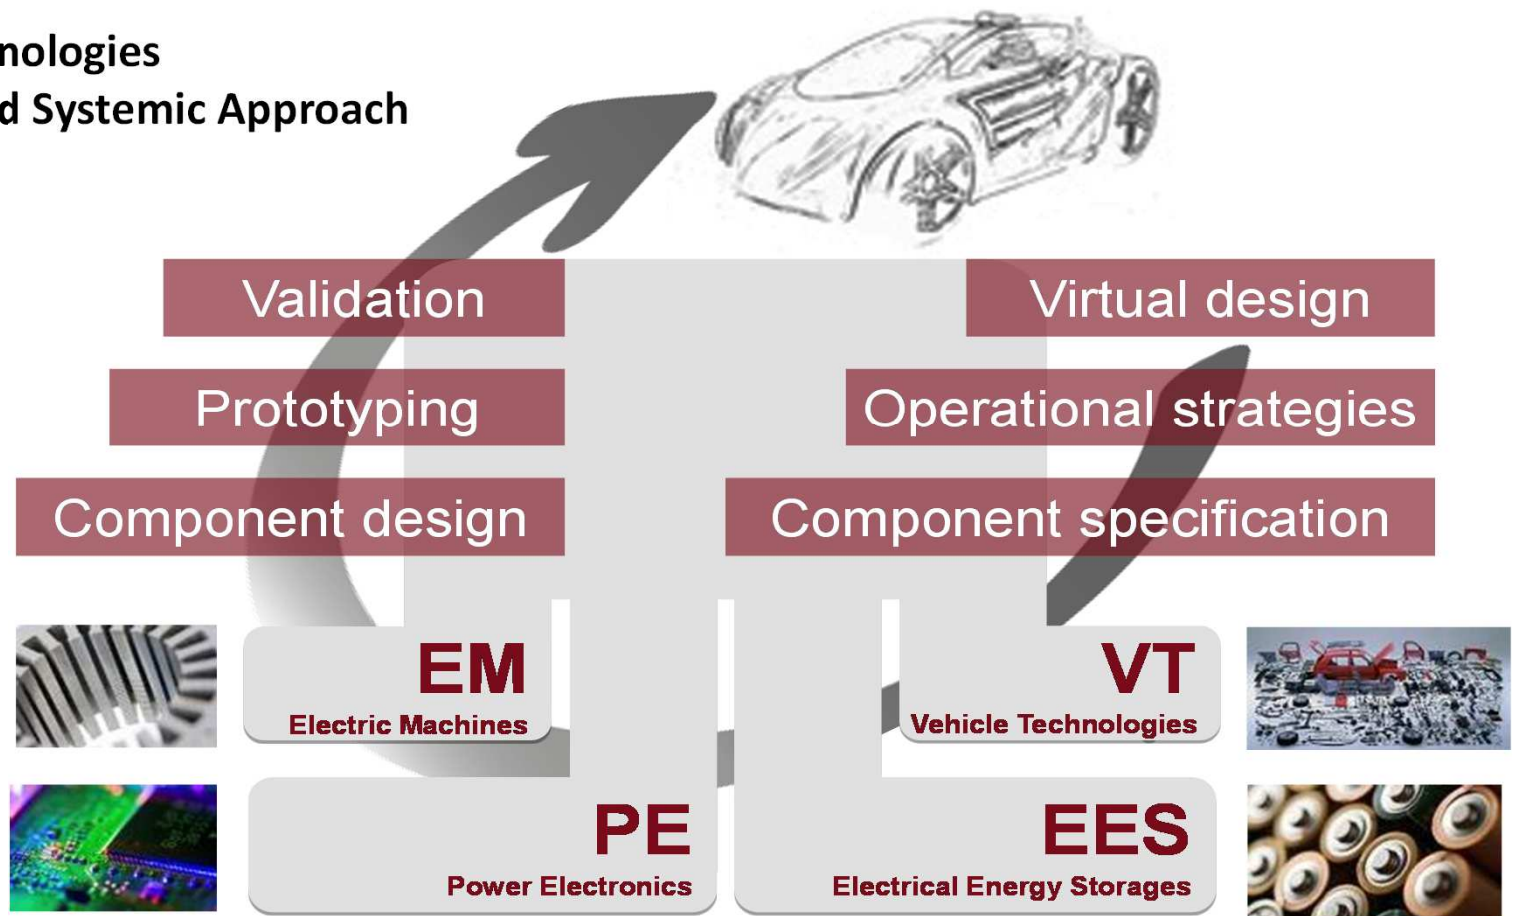 nologies
d Systemic Approach
Validation
Virtual design
Prototyping
Operational strategies
Component design
Component specification
EM
Electric Machines
VT
Vehicle Technologies
PE
Power Electronics
EES
Electrical Energy Storages